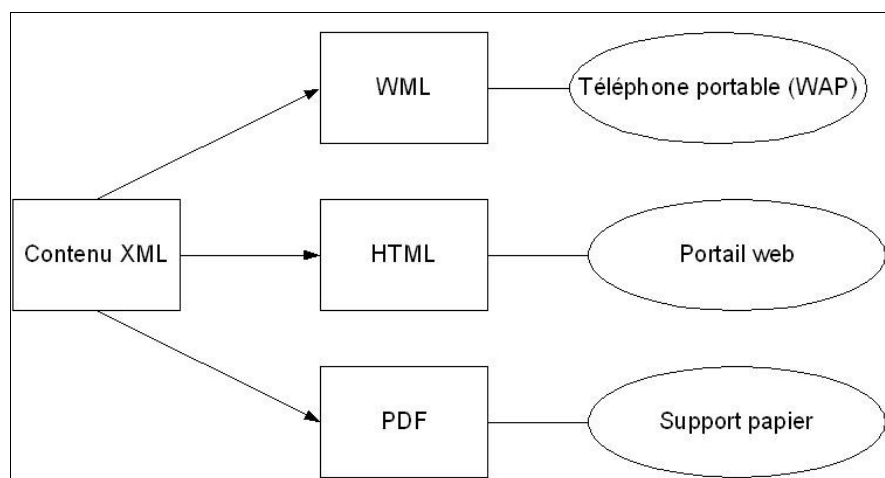 WML
Téléphone portable (WAP)
Contenu XML
HTML
Portail web
PDF
Support papier